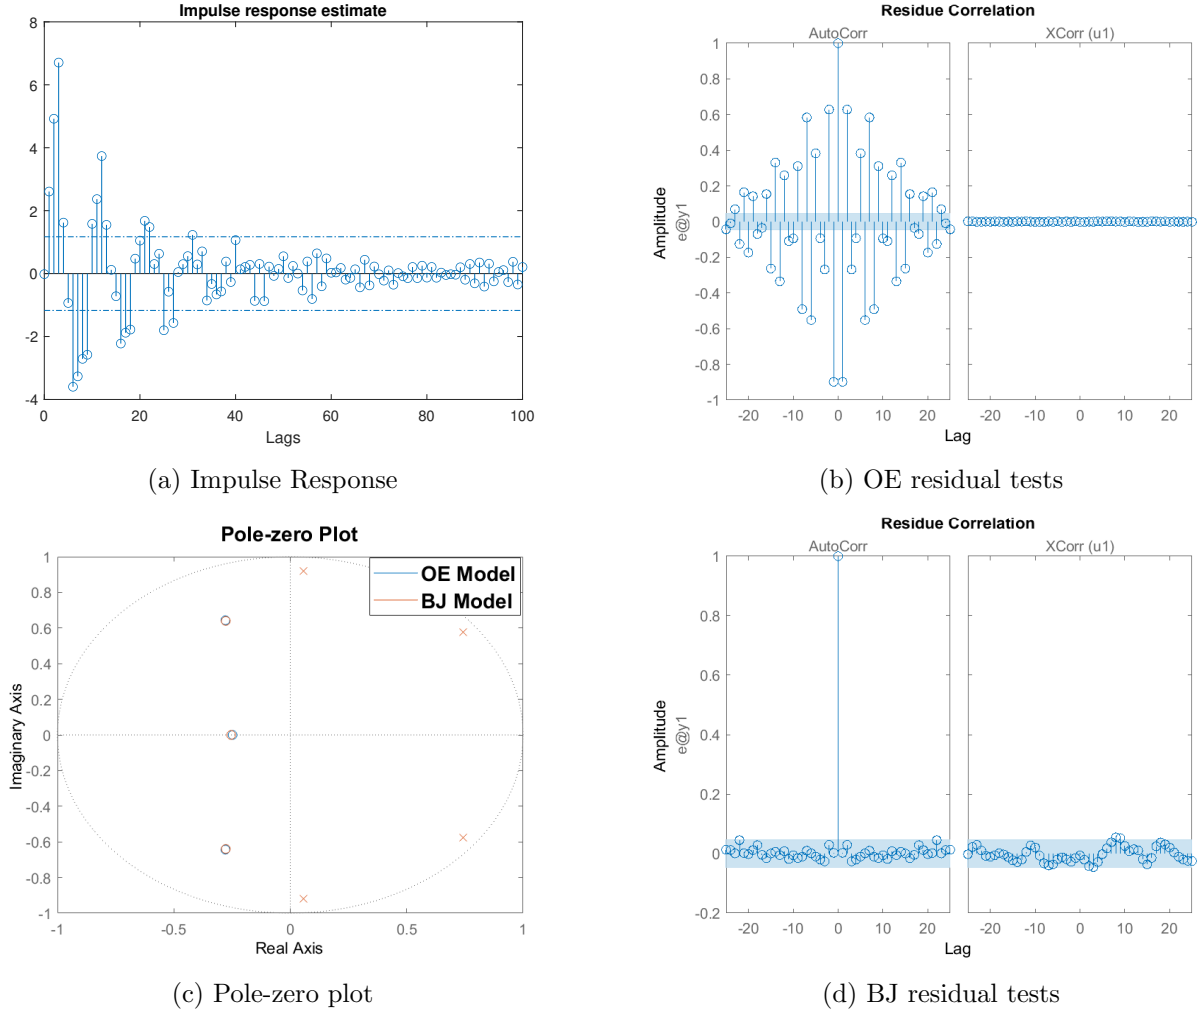 Impulse response estimate
8
6
4
2
0
-2
-4
0 20 40 60 80 100
Lags
(a) Impulse Response
Residue Correlation
AutoCorr XCorr (u1)
1
0.8
0.6
0.4
0.2
0
-0.2
-0.4
-0.6
-0.8
-1
Amplitude
e@y1
-20 -10 0 10 20 -20 -10 0 10 20
Lag
(b) OE residual tests
Pole-zero Plot
OE Model
BJ Model
1
0.8
0.6
0.4
0.2
0
-0.2
-0.4
-0.6
-0.8
-1
Imaginary Axis
-1 -0.5 0 0.5 1
Real Axis
(c) Pole-zero plot
Residue Correlation
AutoCorr XCorr (u1)
1
0.8
0.6
0.4
0.2
0
-0.2
Amplitude
e@y1
-20 -10 0 10 20 -20 -10 0 10 20
Lag
(d) BJ residual tests